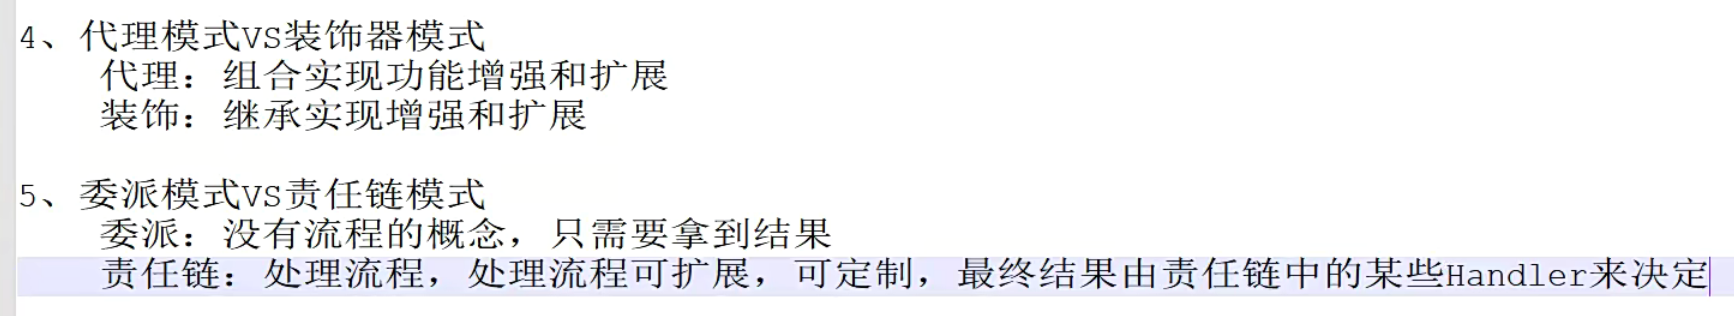 4、代理模式VS装饰器模式
代理：组合实现功能增强和扩展
装饰：继承实现增强和扩展
5、委派模式VS责任链模式
委派：没有流程的概念，只需要拿到结果
责任链：处理流程，处理流程可扩展，可定制，最终结果由责任链中的某些Handler来决定